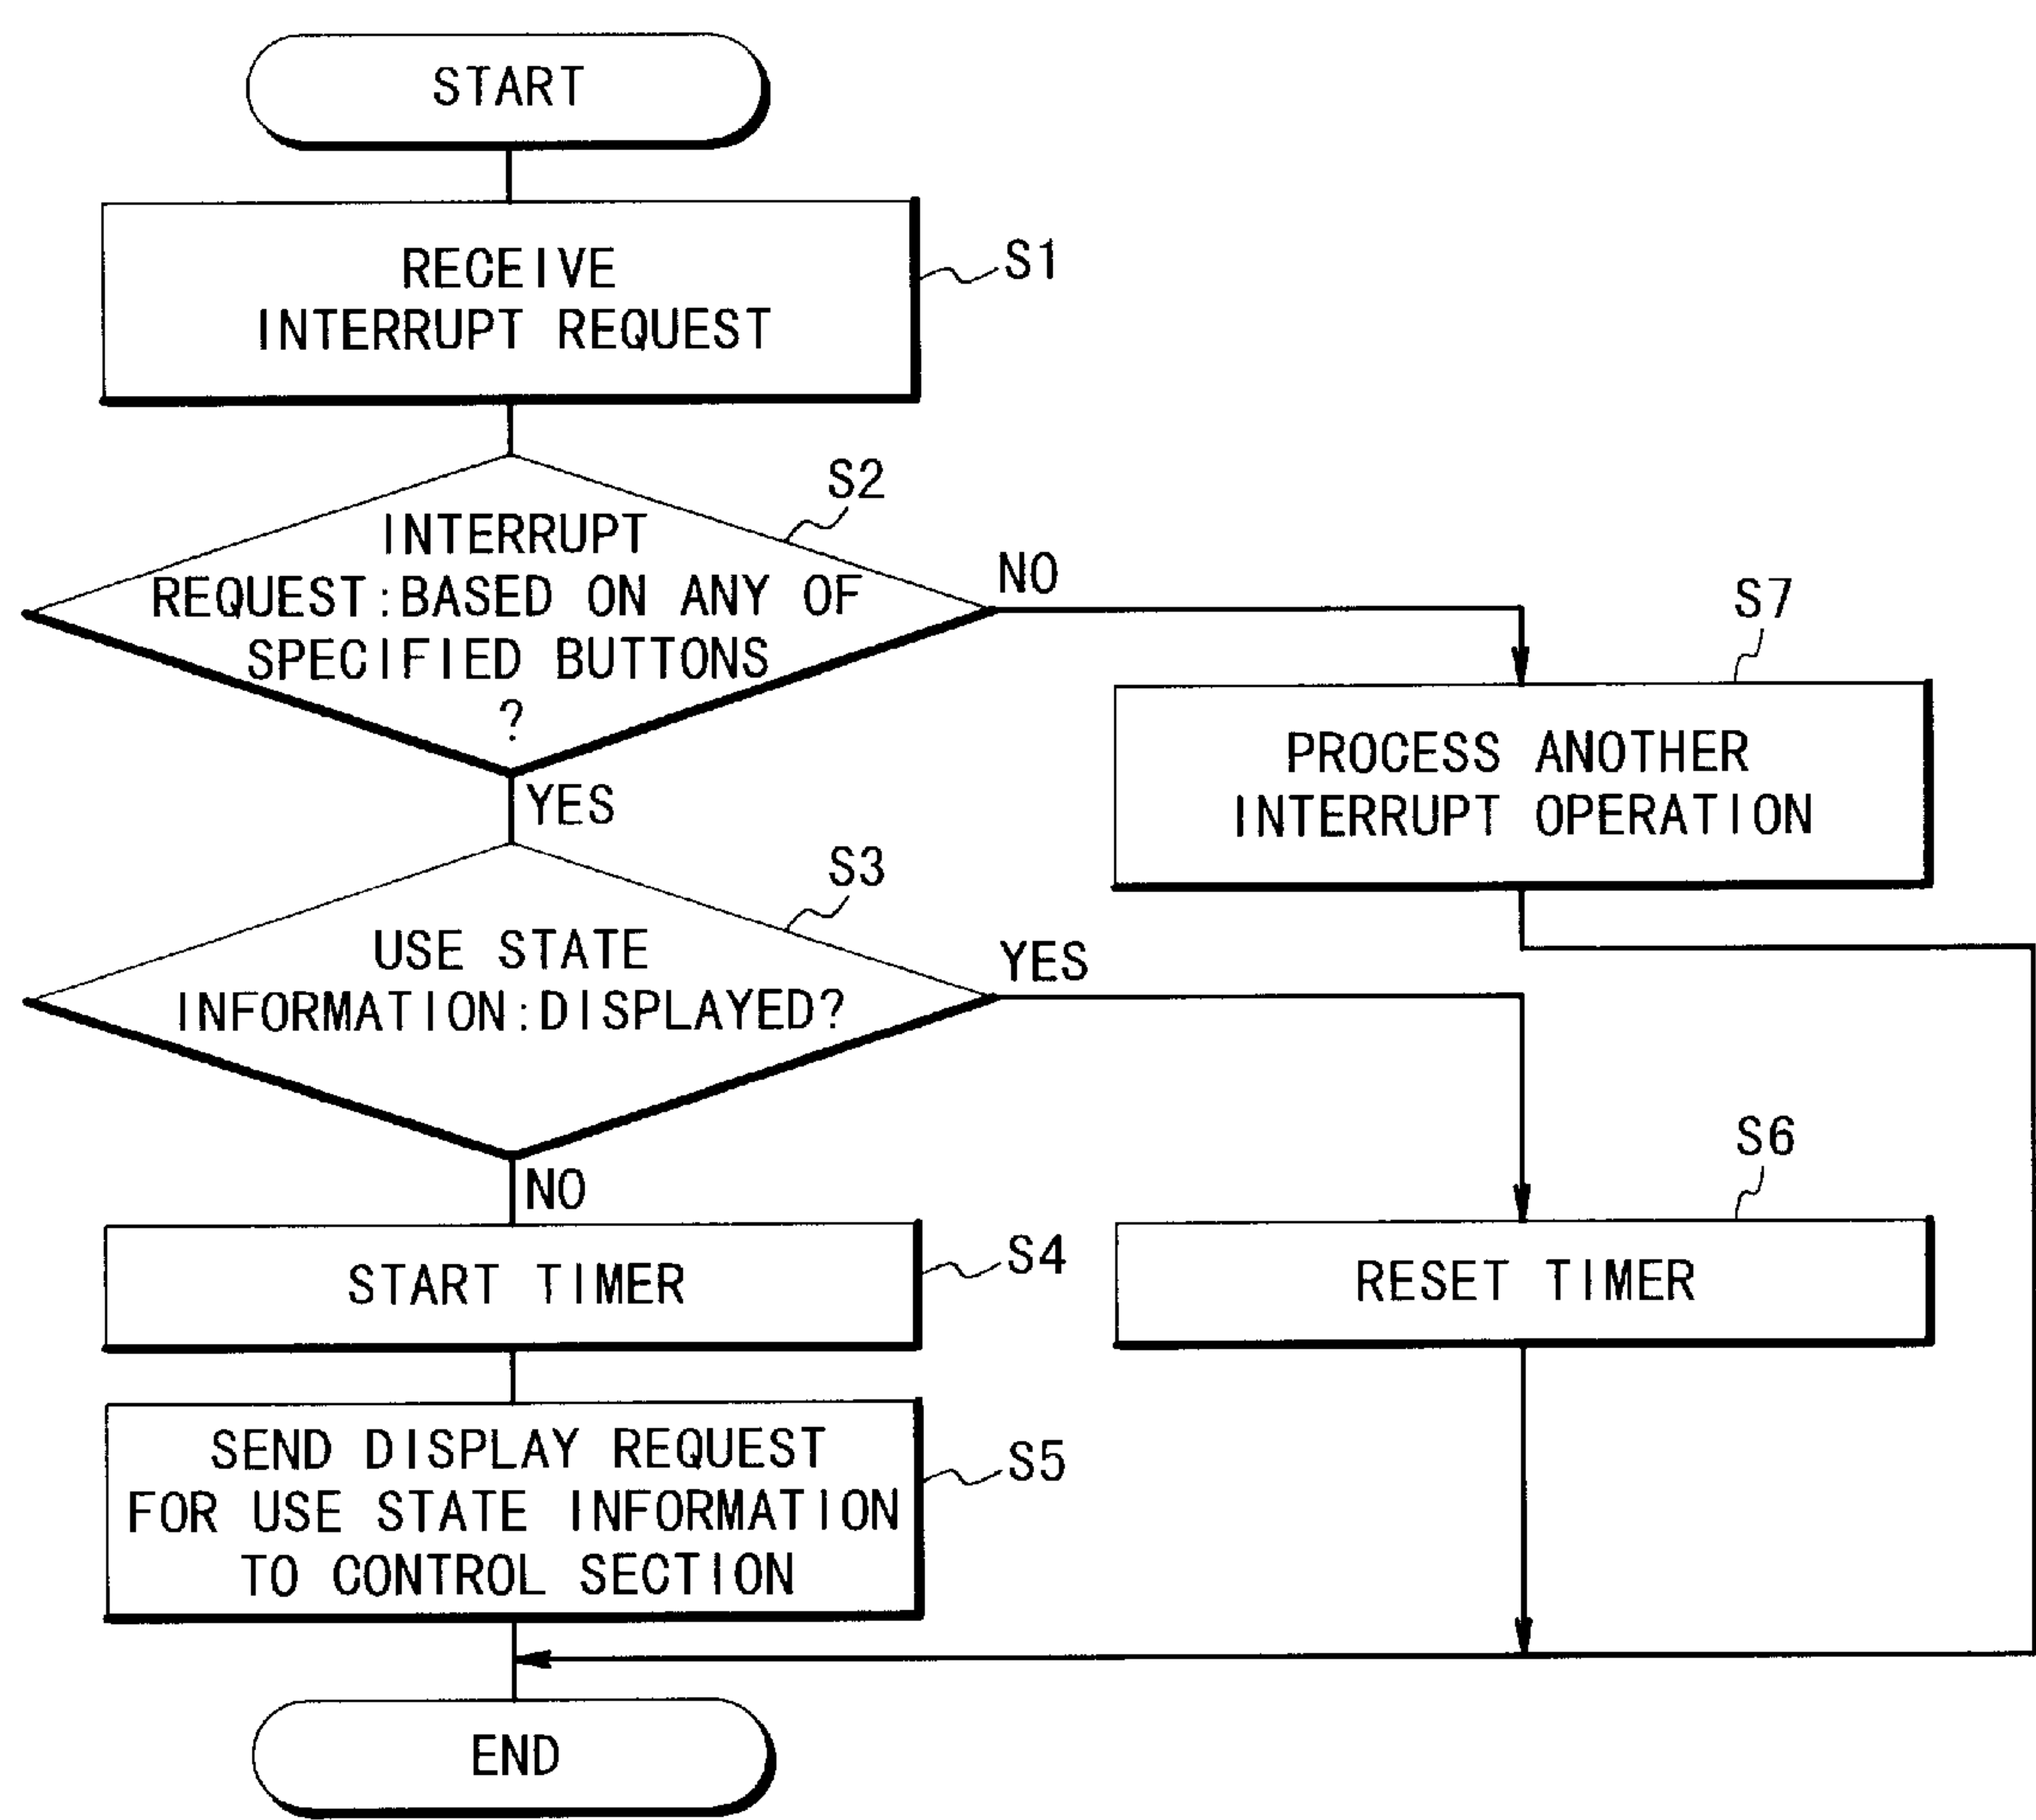 START
RECEIVE
INTERRUPT REQUEST
S1
S2
INTERRUPT
REQUEST:BASED ON ANY OF
SPECIFIED BUTTONS
?
NO
YES
S7
PROCESS ANOTHER
INTERRUPT OPERATION
S3
USE STATE
INFORMATION:DISPLAYED?
YES
NO
S4
START TIMER
S6
RESET TIMER
SEND DISPLAY REQUEST
FOR USE STATE INFORMATION
TO CONTROL SECTION
S5
END